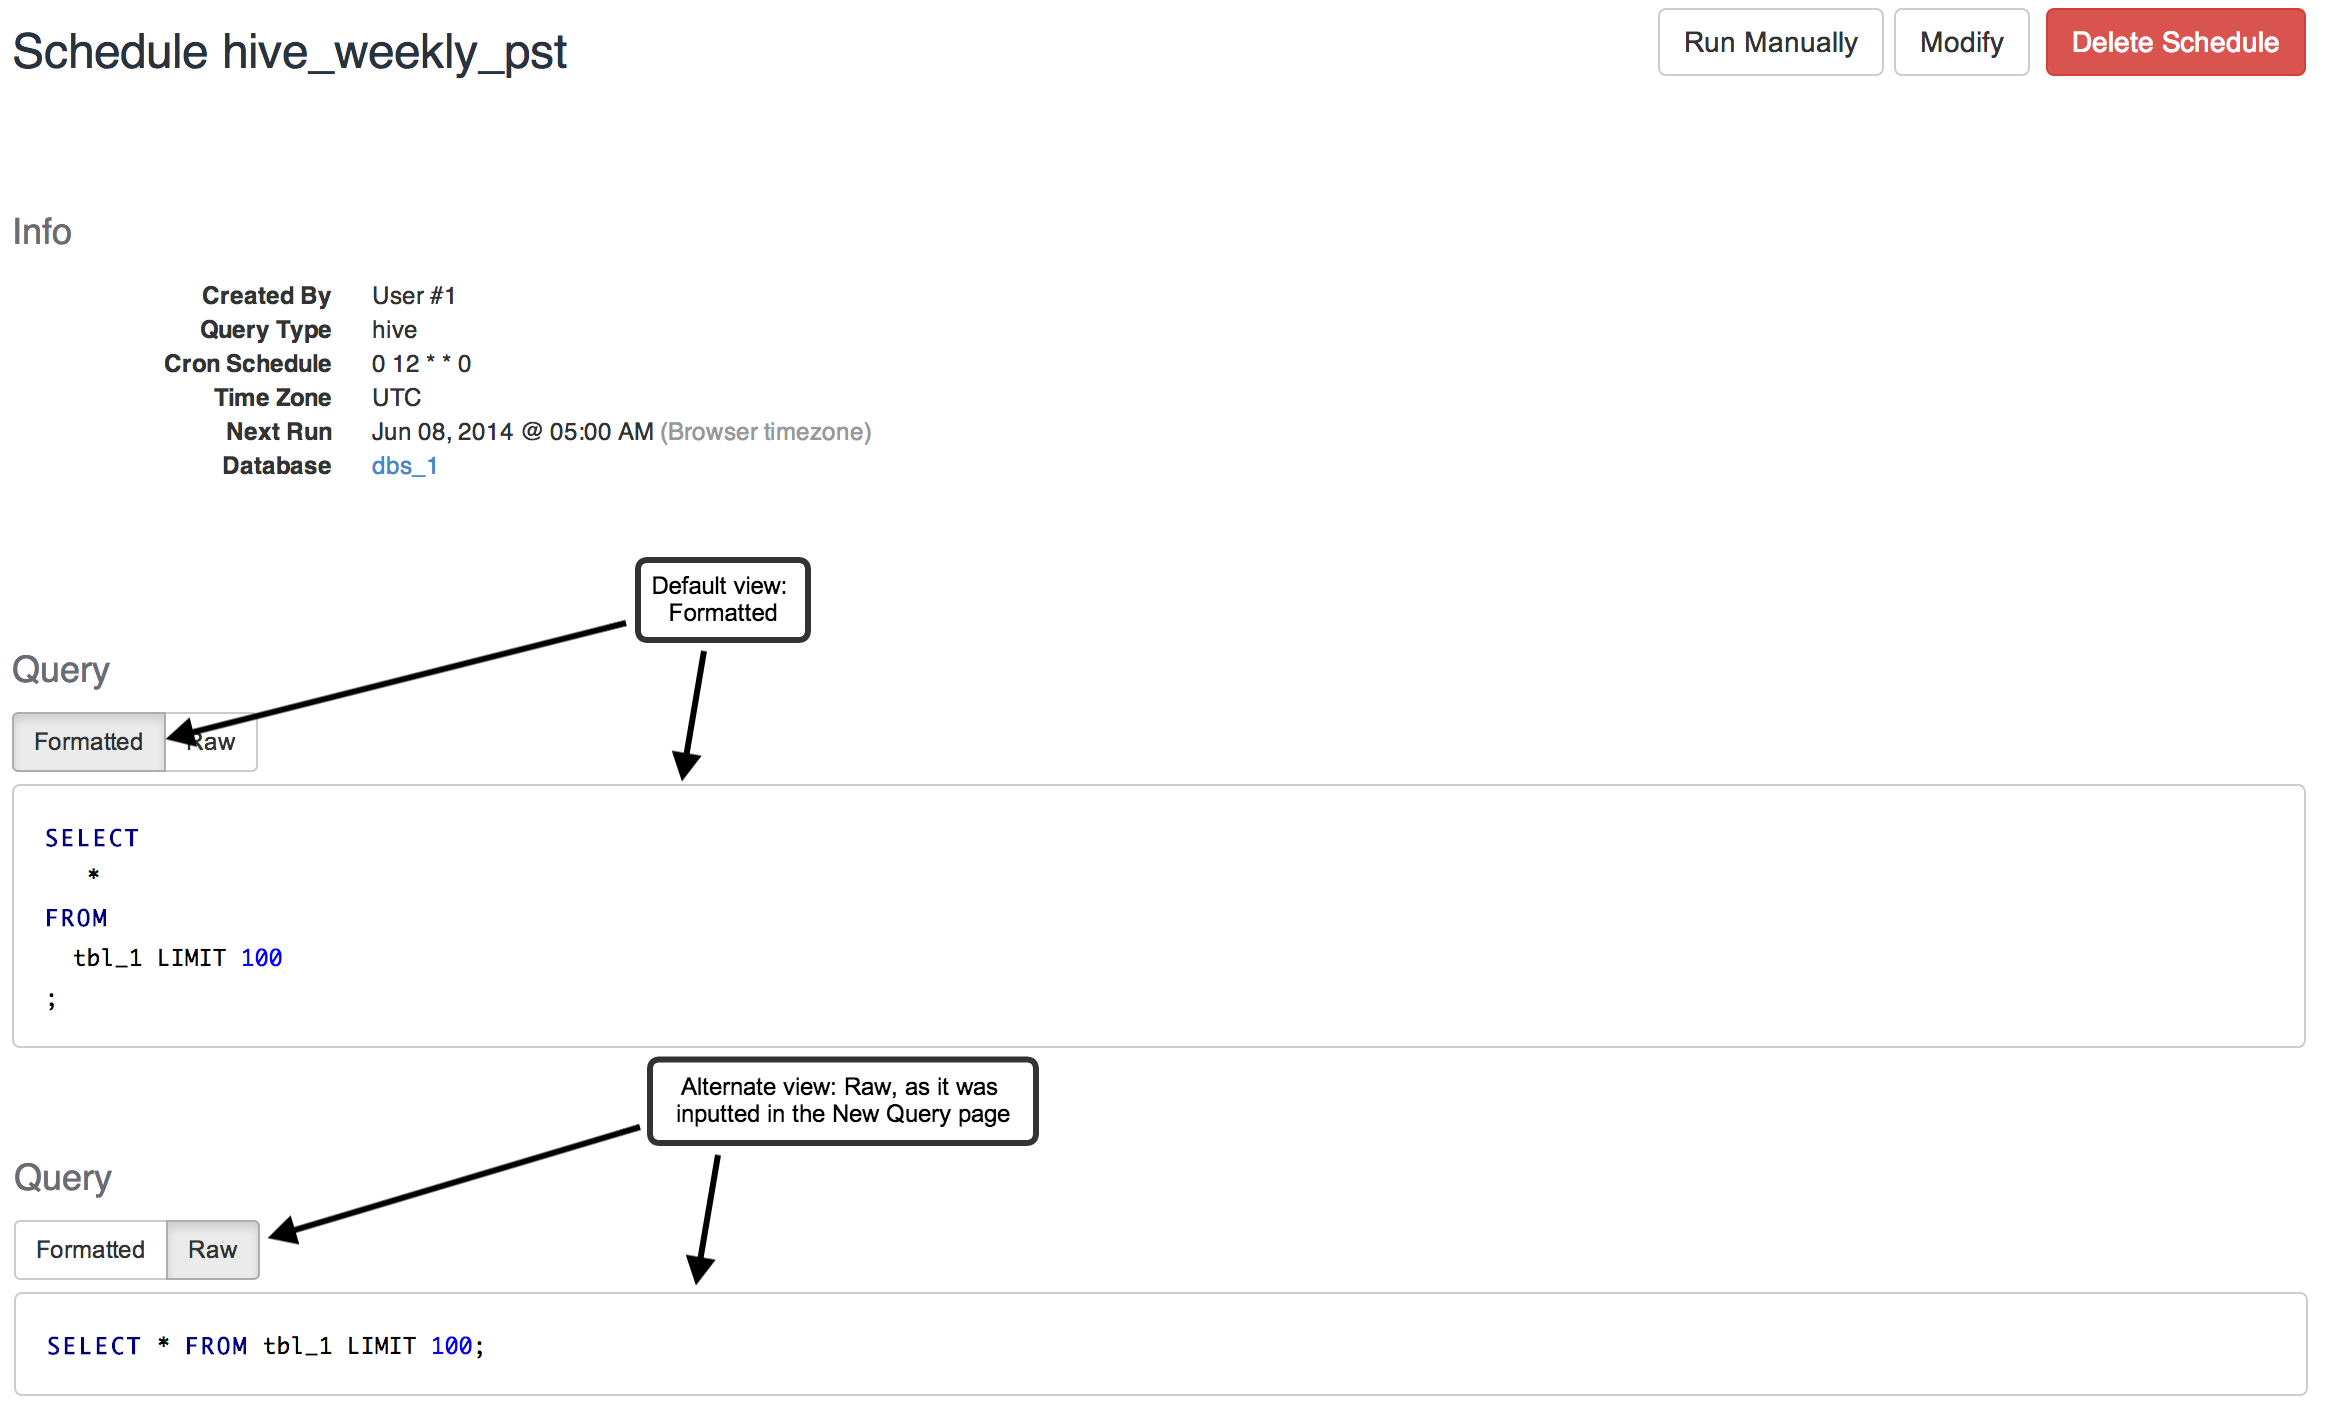 Schedule hive_weekly_pst
Run Manually
Modify
Delete Schedule
Info
Created By User #1
Query Type hive
Cron Schedule 0 12 * * 0
Time Zone UTC
Next Run Jun 08, 2014 @ 05:00 AM (Browser timezone)
Database dbs_1
Default view:
Formatted
Query
Formatted
Raw
SELECT
*
FROM
tbl_1 LIMIT 100
;
Alternate view: Raw, as it was
inputted in the New Query page
Query
Formatted
Raw
SELECT * FROM tbl_1 LIMIT 100;